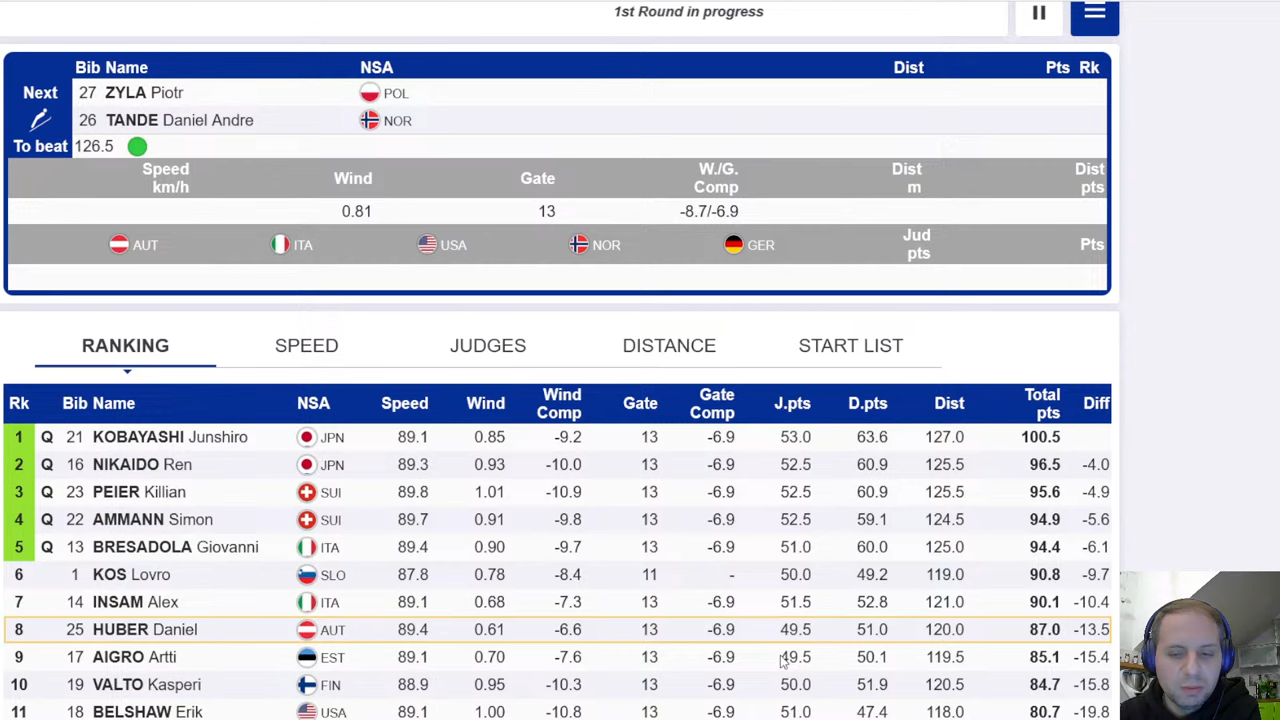 1st Round in progress
Bib Name NSA Dist Pts Rk
Next 27 ZYLA Piotr POL
26 TANDE Daniel Andre NOR
To beat 126.5
Speed km/h Wind Gate W./G. Comp Dist m Dist pts
0.81 13 -8.7/-6.9
AUT ITA USA NOR GER Jud pts Pts
RANKING SPEED JUDGES DISTANCE START LIST
Rk Bib Name NSA Speed Wind Wind Comp Gate Gate Comp J.pts D.pts Dist Total pts Diff
1 Q 21 KOBAYASHI Junshiro JPN 89.1 0.85 -9.2 13 -6.9 53.0 63.6 127.0 100.5
2 Q 16 NIKAIDO Ren JPN 89.3 0.93 -10.0 13 -6.9 52.5 60.9 125.5 96.5 -4.0
3 Q 23 PEIER Killian SUI 89.8 1.01 -10.9 13 -6.9 52.5 60.9 125.5 95.6 -4.9
4 Q 22 AMMANN Simon SUI 89.7 0.91 -9.8 13 -6.9 52.5 59.1 124.5 94.9 -5.6
5 Q 13 BRESADOLA Giovanni ITA 89.4 0.90 -9.7 13 -6.9 51.0 60.0 125.0 94.4 -6.1
6 1 KOS Lovro SLO 87.8 0.78 -8.4 11 - 50.0 49.2 119.0 90.8 -9.7
7 14 INSAM Alex ITA 89.1 0.68 -7.3 13 -6.9 51.5 52.8 121.0 90.1 -10.4
8 25 HUBER Daniel AUT 89.4 0.61 -6.6 13 -6.9 49.5 51.0 120.0 87.0 -13.5
9 17 AIGRO Artti EST 89.1 0.70 -7.6 13 -6.9 49.5 50.1 119.5 85.1 -15.4
10 19 VALTO Kasperi FIN 88.9 0.95 -10.3 13 -6.9 50.0 51.9 120.5 84.7 -15.8
11 18 BELSHAW Erik USA 89.1 1.00 -10.8 13 -6.9 51.0 47.4 118.0 80.7 -19.8